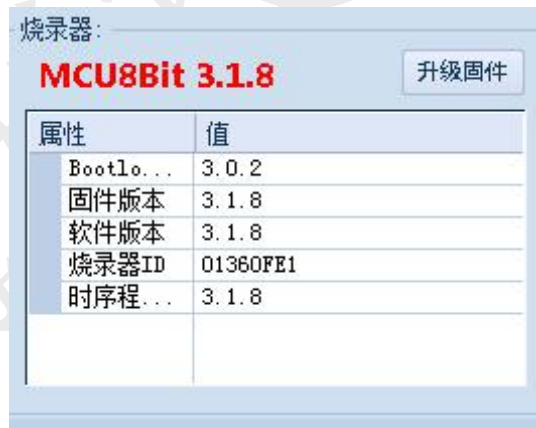 烧录器:
MCU8Bit 3.1.8 升级固件
属性 值
Bootlo... 3.0.2
固件版本 3.1.8
软件版本 3.1.8
烧录器ID 01360FE1
时序程... 3.1.8